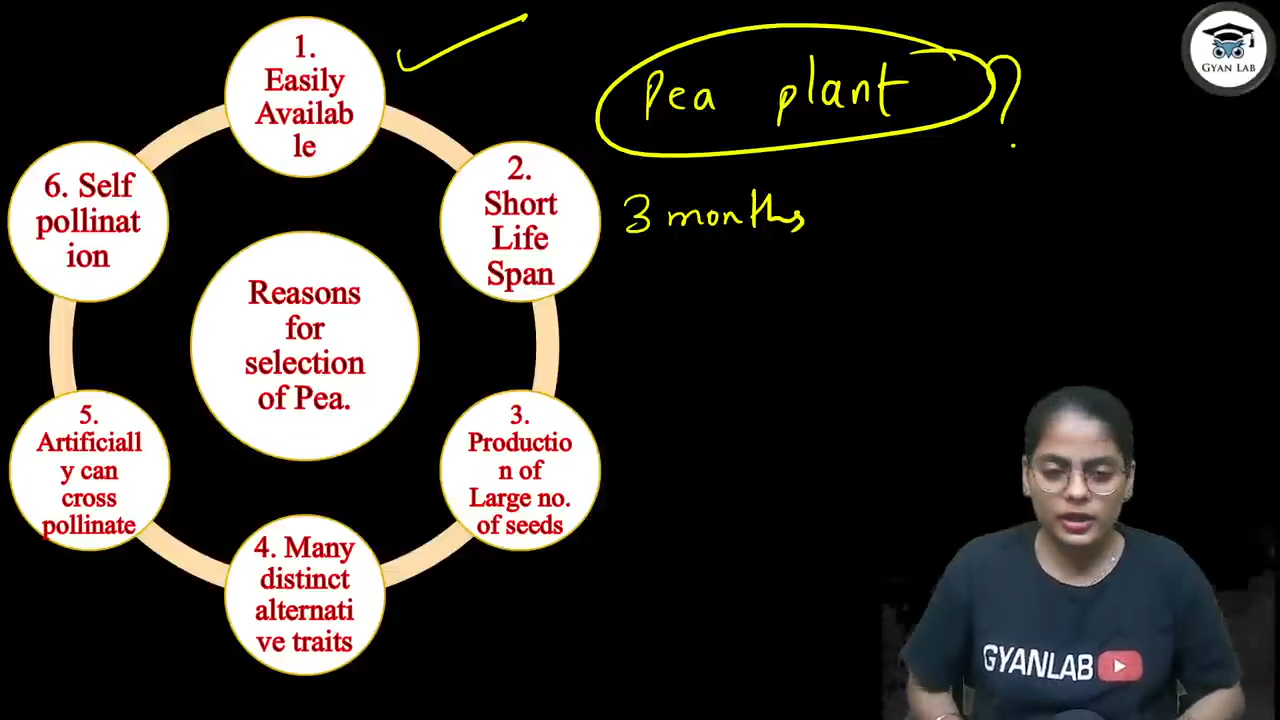 1.
Easily
Availab
le
pea plant ?
GYAN LAB
2.
Short
Life
Span
3 months
6. Self
pollinat
ion
Reasons
for
selection
of Pea.
3.
Productio
n of
Large no.
of seeds
5.
Artificiall
y can
cross
pollinate
4. Many
distinct
alternati
ve traits
GYANLAB